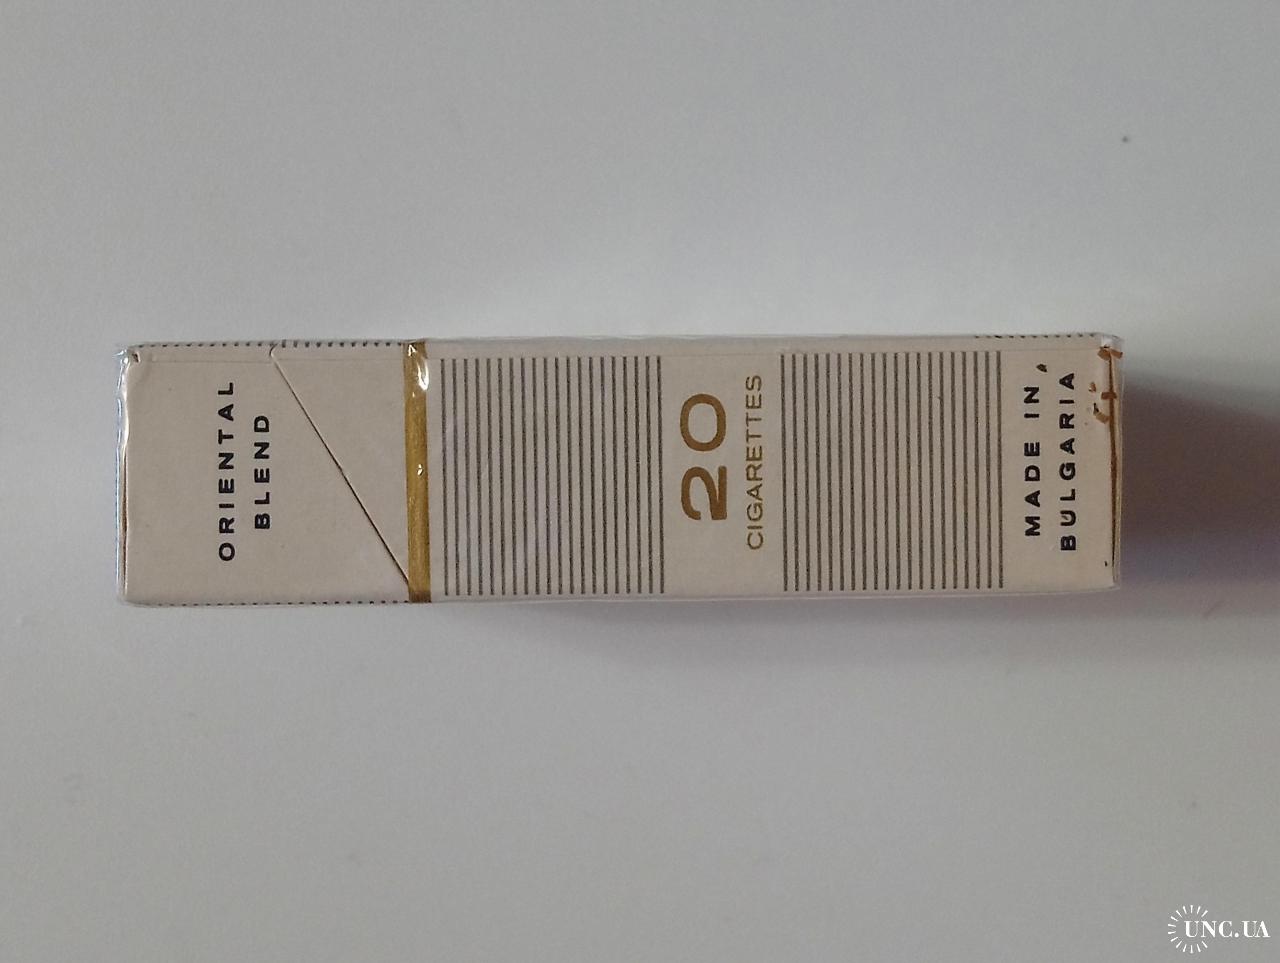 ORIENTAL
BLEND
20
CIGARETTES
MADE IN
BULGARIA
UNC.UA